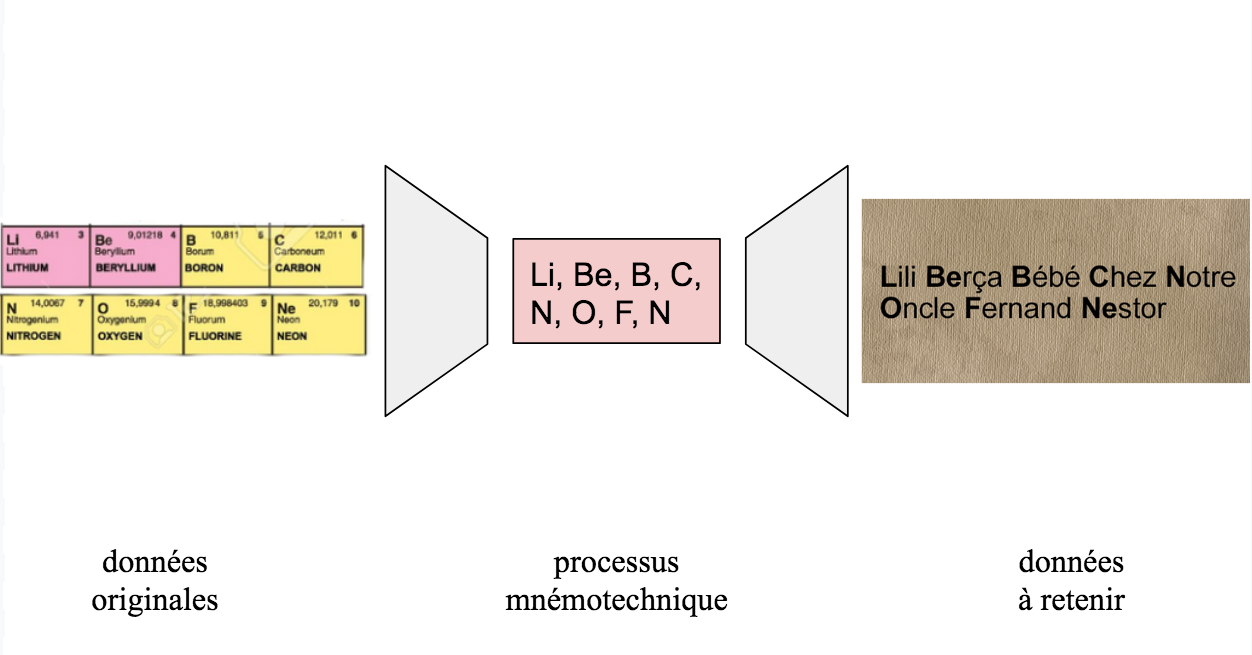 Li 6,941 3 Be 9,01218 4 B 10,811 5 C 12,011 6
Lithium Beryllium Borum Carboneum
LITHIUM BERYLLIUM BORON CARBON
N 14,0067 7 O 15,9994 8 F 18,998403 9 Ne 20,179 10
Nitrogenium Oxygenium Fluorum Neon
NITROGEN OXYGEN FLUORINE NEON
Li, Be, B, C,
N, O, F, N
Lili Berça Bébé Chez Notre
Oncle Fernand Nestor
données
originales
processus
mnémotechnique
données
à retenir